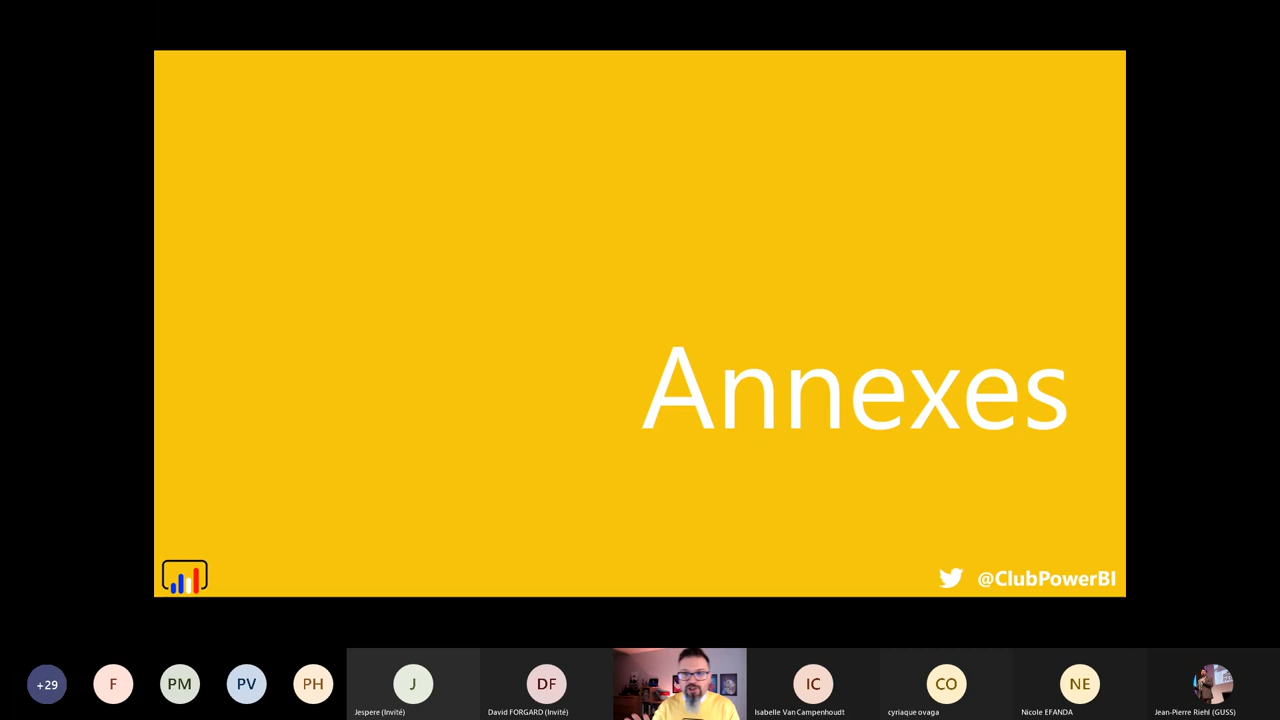 Annexes
@ClubPowerBI
+29
F
PM
PV
PH
J
Jespere (Invité)
DF
David FORGARD (Invité)
IC
Isabelle Van Campenhoudt
CO
cyriaque ovaga
NE
Nicole EFANDA
Jean-Pierre Riehl (GUSS)